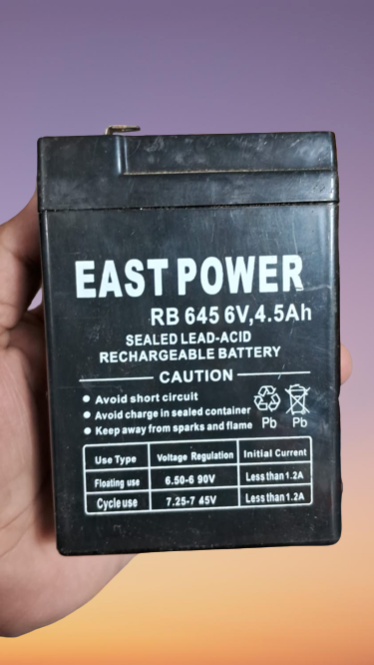 EAST POWER
RB 645 6V,4.5Ah
SEALED LEAD-ACID
RECHARGEABLE BATTERY
CAUTION
● Avoid short circuit
● Avoid charge in sealed container
● Keep away from sparks and flame
Pb Pb
Use Type Voltage Regulation Initial Current
Floating use 6.50-6 90V Less than 1.2A
Cycle use 7.25-7 45V Less than 1.2A